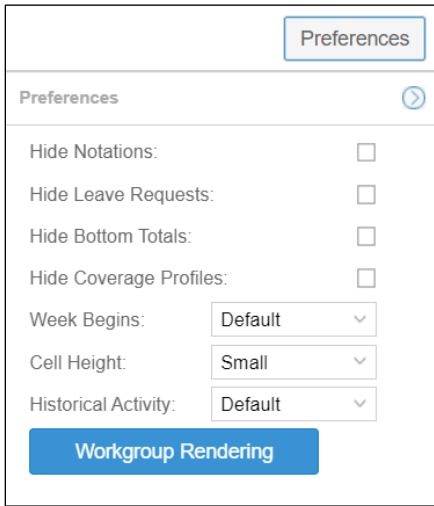 Preferences
Preferences
Hide Notations:
Hide Leave Requests:
Hide Bottom Totals:
Hide Coverage Profiles:
Week Begins: Default
Cell Height: Small
Historical Activity: Default
Workgroup Rendering